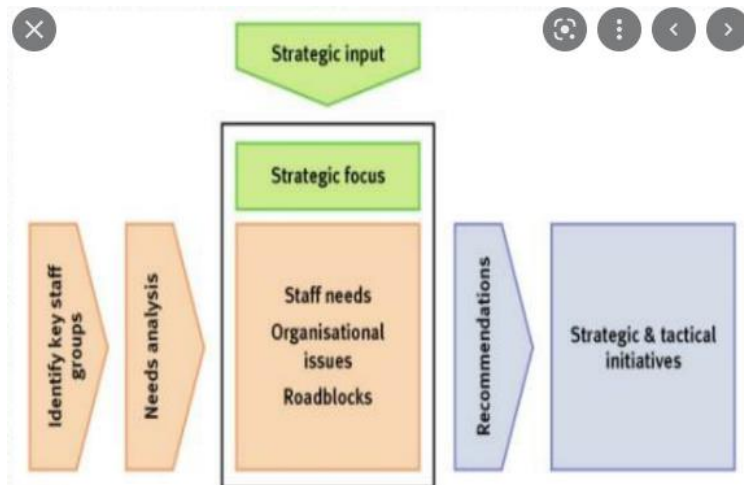 Strategic input
Strategic focus
Identify key staff
groups
Needs analysis
Staff needs
Organisational
issues
Roadblocks
Recommendations
Strategic & tactical
initiatives